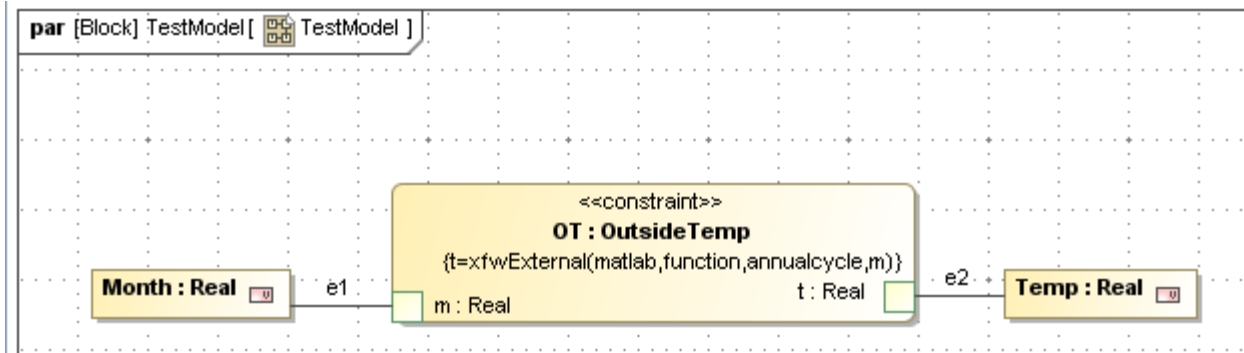 par [Block] TestModel [ TestModel ]
<<constraint>>
OT : OutsideTemp
{t=xfwExternal(matlab,function,annualcycle,m)}
Month : Real
e1
m : Real
t : Real
e2
Temp : Real